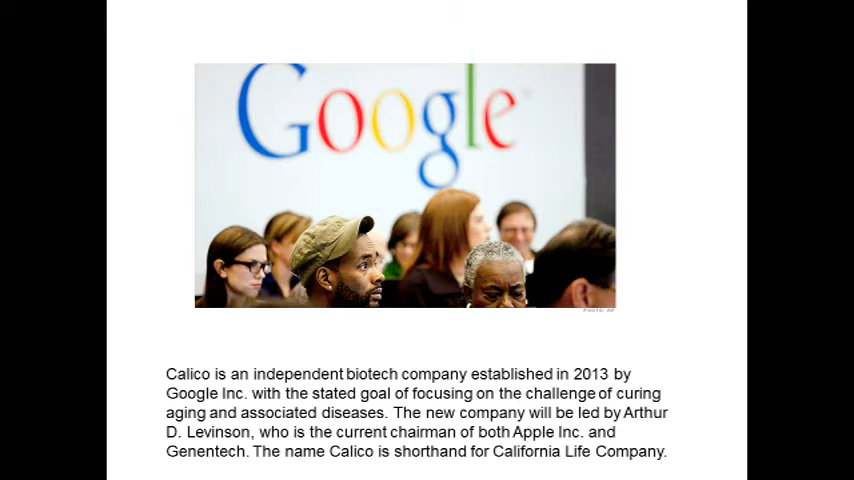 Google
PHOTO: AP
Calico is an independent biotech company established in 2013 by
Google Inc. with the stated goal of focusing on the challenge of curing
aging and associated diseases. The new company will be led by Arthur
D. Levinson, who is the current chairman of both Apple Inc. and
Genentech. The name Calico is shorthand for California Life Company.